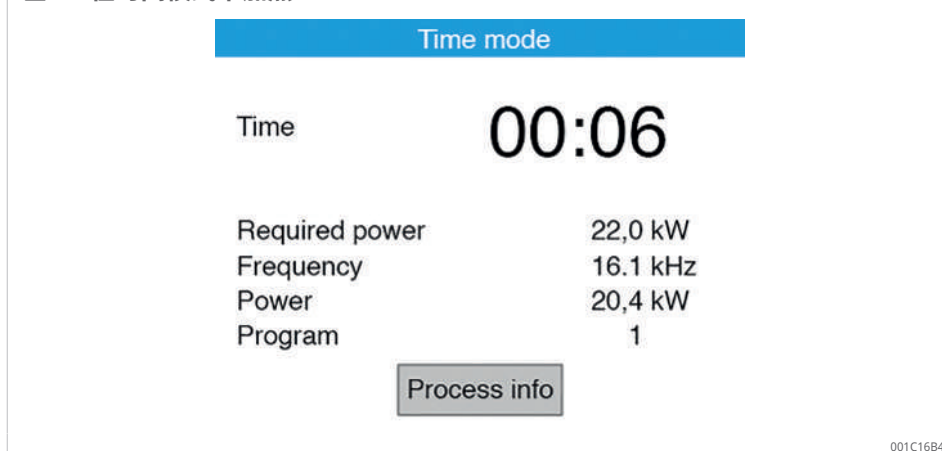 Time mode
Time 00:06
Required power 22,0 kW
Frequency 16.1 kHz
Power 20,4 kW
Program 1
Process info
001C16B4